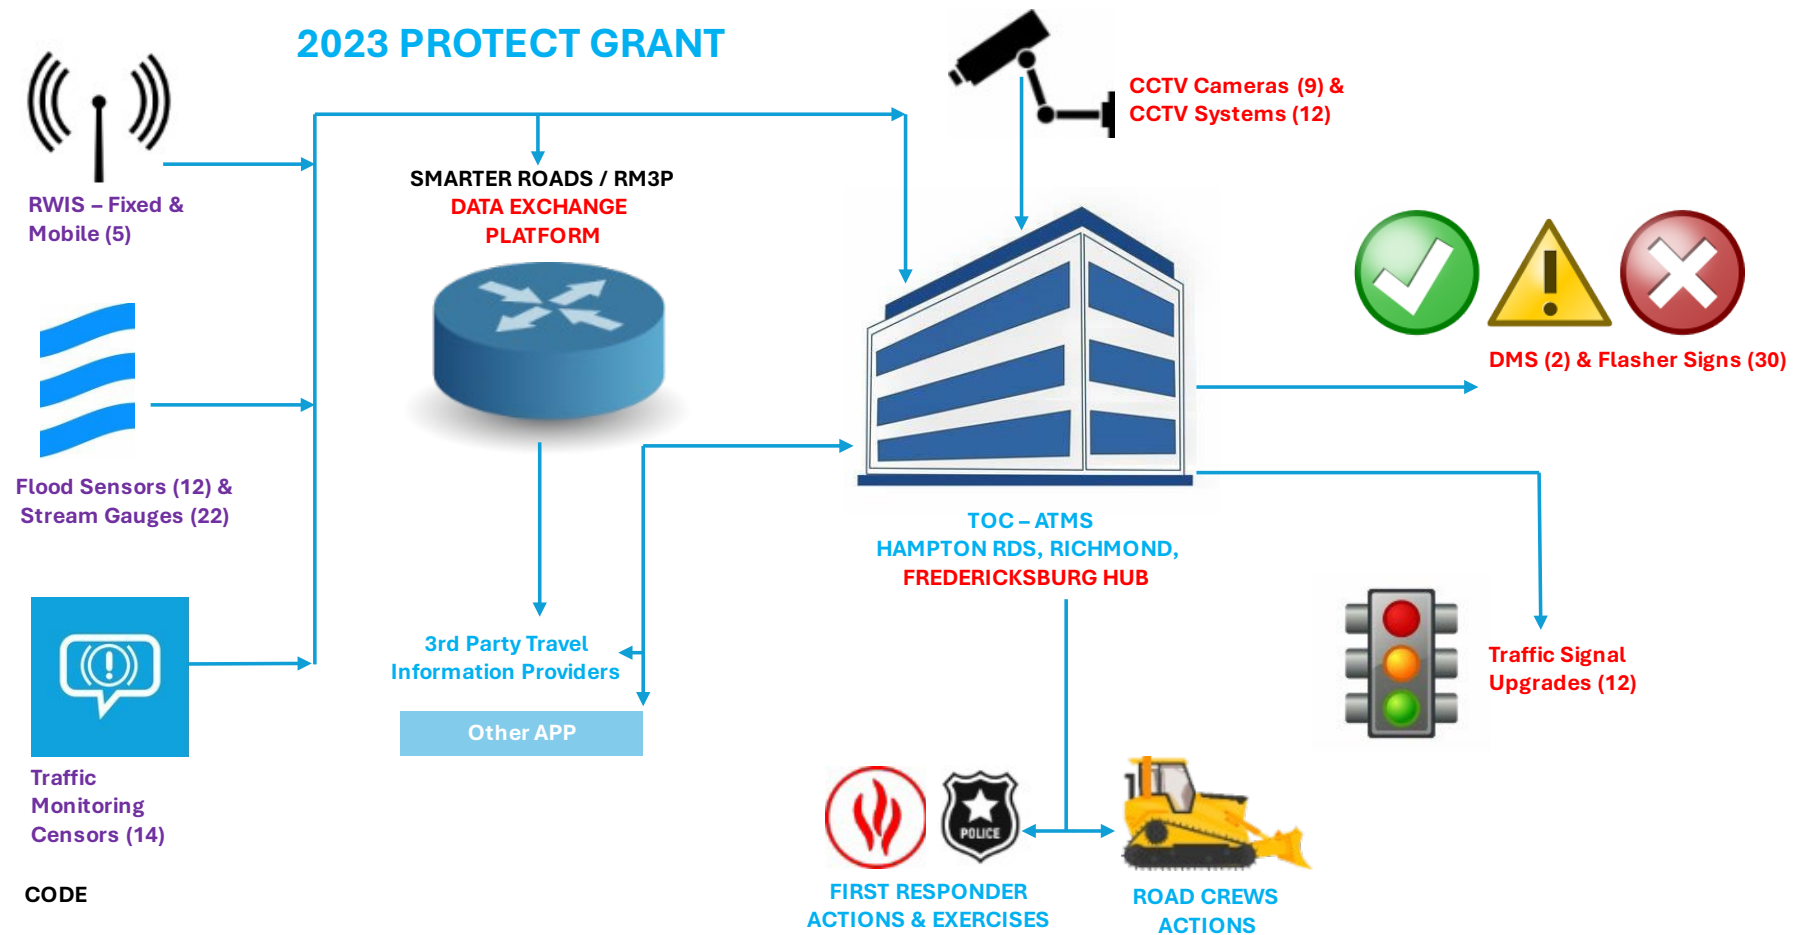 2023 PROTECT GRANT
CCTV Cameras (9) &
CCTV Systems (12)
RWIS – Fixed &
Mobile (5)
SMARTER ROADS / RM3P
DATA EXCHANGE
PLATFORM
DMS (2) & Flasher Signs (30)
Flood Sensors (12) &
Stream Gauges (22)
TOC – ATMS
HAMPTON RDS, RICHMOND,
FREDERICKSBURG HUB
3rd Party Travel
Information Providers
Other APP
Traffic Signal
Upgrades (12)
Traffic
Monitoring
Censors (14)
POLICE
FIRST RESPONDER
ACTIONS & EXERCISES
ROAD CREWS
ACTIONS
CODE